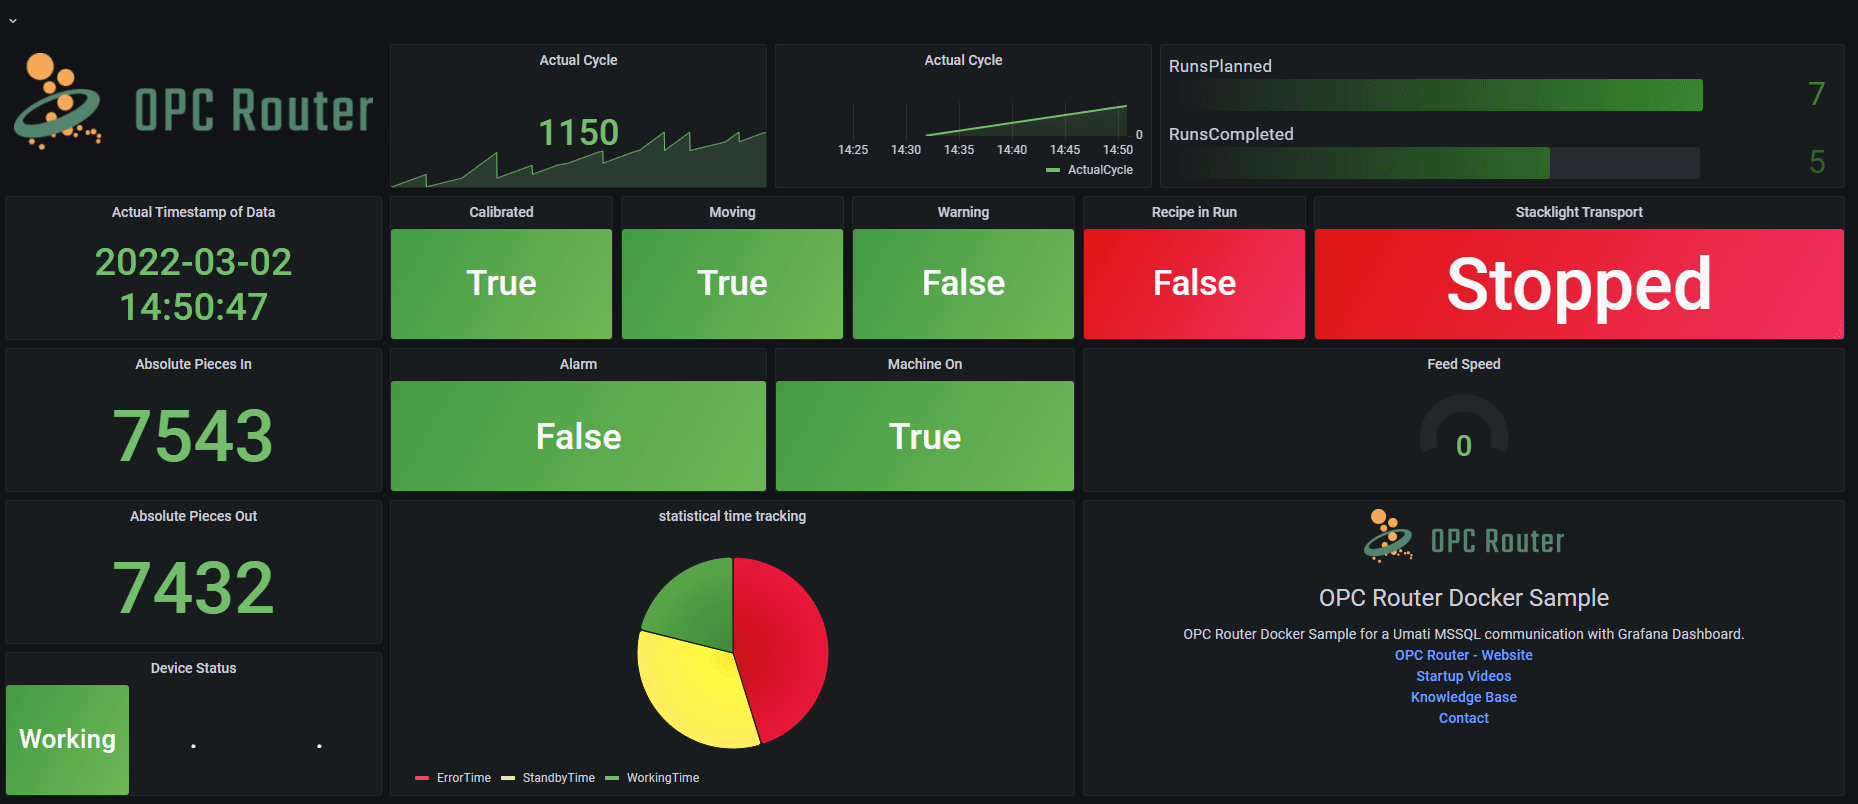 OPC Router
Actual Cycle
1150
Actual Cycle
0
14:25 14:30 14:35 14:40 14:45 14:50
ActualCycle
RunsPlanned
7
RunsCompleted
5
Actual Timestamp of Data
2022-03-02
14:50:47
Calibrated
True
Moving
True
Warning
False
Recipe in Run
False
Stacklight Transport
Stopped
Absolute Pieces In
7543
Alarm
False
Machine On
True
Feed Speed
0
Absolute Pieces Out
7432
Device Status
Working
.
.
statistical time tracking
ErrorTime StandbyTime WorkingTime
OPC Router
OPC Router Docker Sample
OPC Router Docker Sample for a Umati MSSQL communication with Grafana Dashboard.
OPC Router - Website
Startup Videos
Knowledge Base
Contact